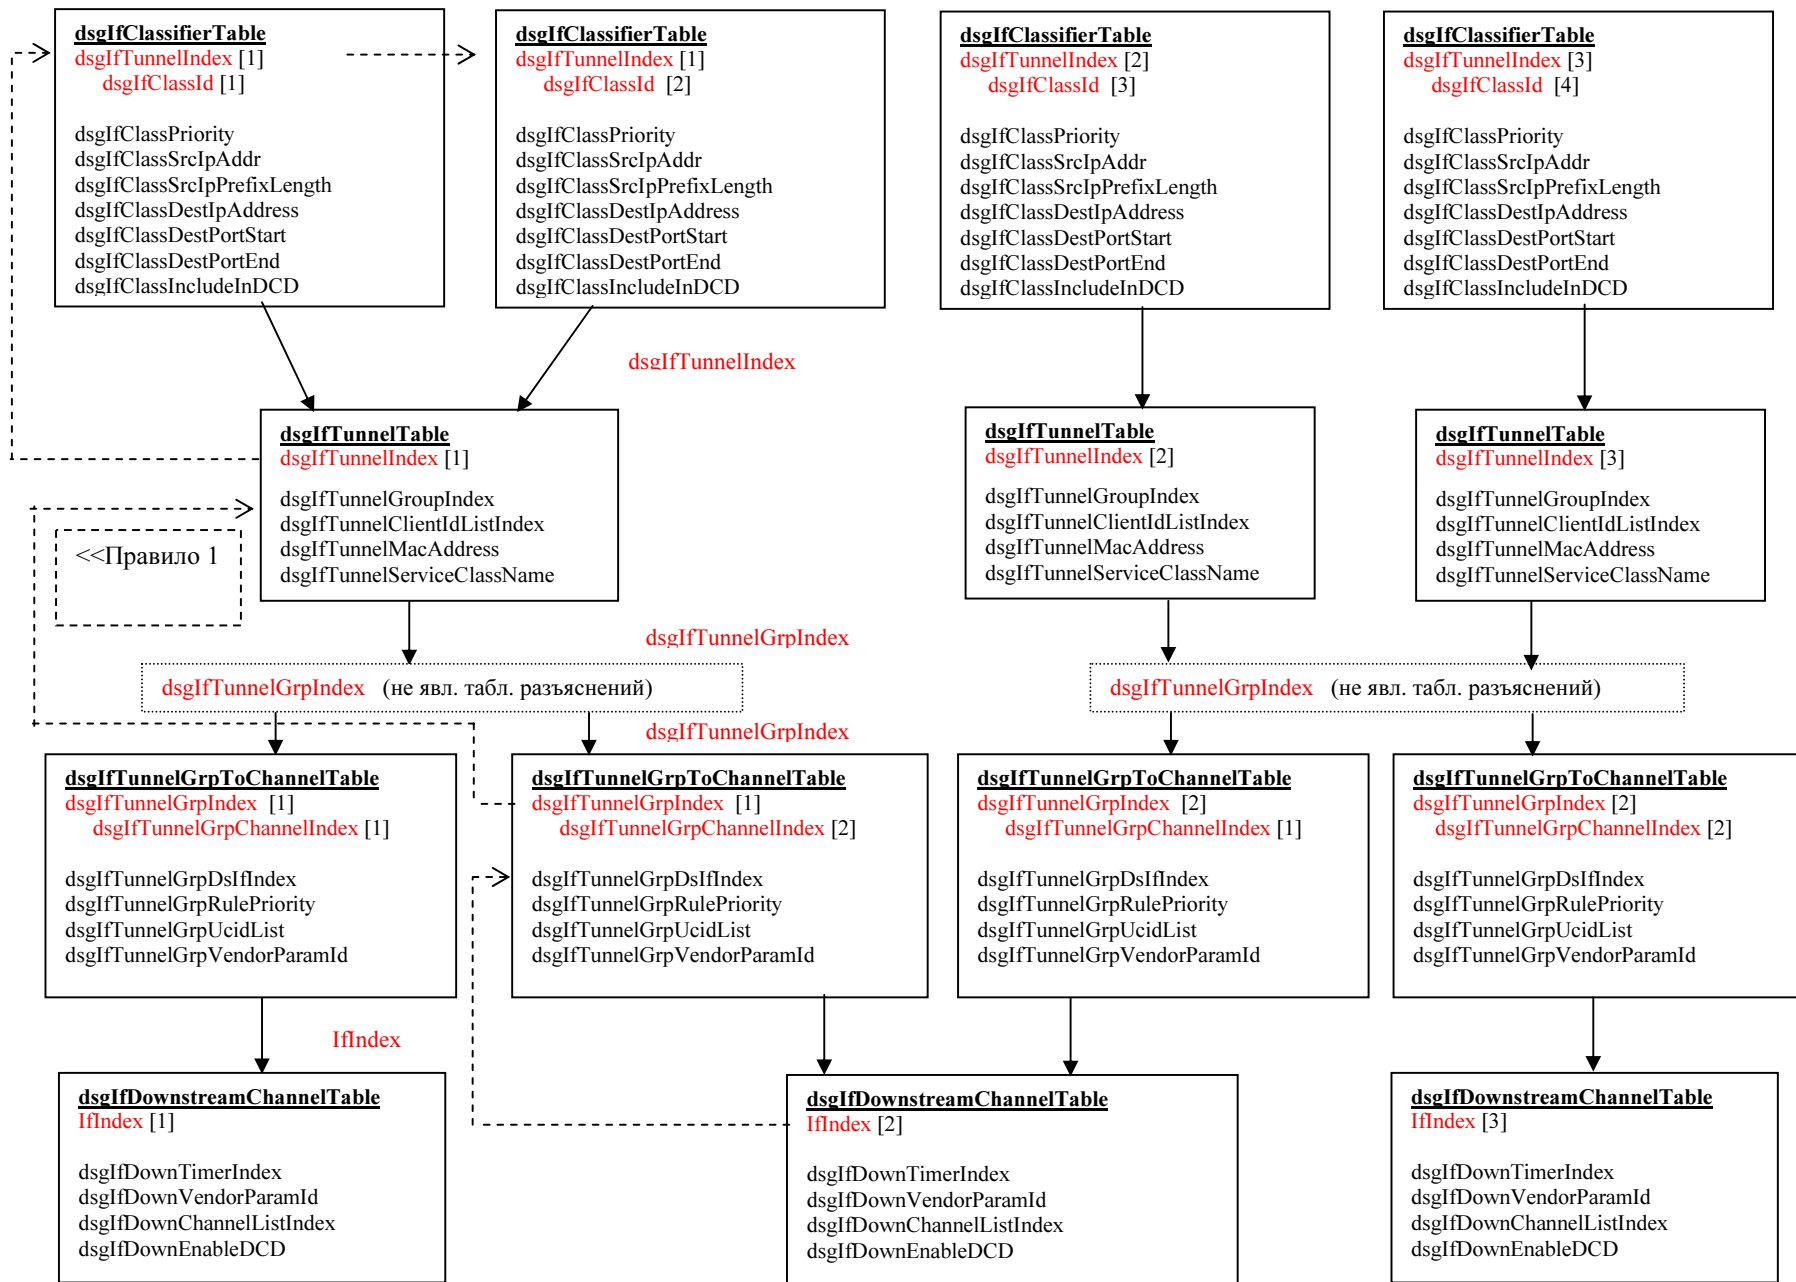 dsgIfClassifierTable
dsgIfTunnelIndex [1]
dsgIfClassId [1]
dsgIfClassPriority
dsgIfClassSrcIpAddr
dsgIfClassSrcIpPrefixLength
dsgIfClassDestIpAddress
dsgIfClassDestPortStart
dsgIfClassDestPortEnd
dsgIfClassIncludeInDCD
dsgIfClassifierTable
dsgIfTunnelIndex [1]
dsgIfClassId [2]
dsgIfClassPriority
dsgIfClassSrcIpAddr
dsgIfClassSrcIpPrefixLength
dsgIfClassDestIpAddress
dsgIfClassDestPortStart
dsgIfClassDestPortEnd
dsgIfClassIncludeInDCD
dsgIfClassifierTable
dsgIfTunnelIndex [2]
dsgIfClassId [3]
dsgIfClassPriority
dsgIfClassSrcIpAddr
dsgIfClassSrcIpPrefixLength
dsgIfClassDestIpAddress
dsgIfClassDestPortStart
dsgIfClassDestPortEnd
dsgIfClassIncludeInDCD
dsgIfClassifierTable
dsgIfTunnelIndex [3]
dsgIfClassId [4]
dsgIfClassPriority
dsgIfClassSrcIpAddr
dsgIfClassSrcIpPrefixLength
dsgIfClassDestIpAddress
dsgIfClassDestPortStart
dsgIfClassDestPortEnd
dsgIfClassIncludeInDCD
dsgIfTunnelIndex
dsgIfTunnelTable
dsgIfTunnelIndex [1]
dsgIfTunnelGroupIndex
dsgIfTunnelClientIdListIndex
dsgIfTunnelMacAddress
dsgIfTunnelServiceClassName
dsgIfTunnelTable
dsgIfTunnelIndex [2]
dsgIfTunnelGroupIndex
dsgIfTunnelClientIdListIndex
dsgIfTunnelMacAddress
dsgIfTunnelServiceClassName
dsgIfTunnelTable
dsgIfTunnelIndex [3]
dsgIfTunnelGroupIndex
dsgIfTunnelClientIdListIndex
dsgIfTunnelMacAddress
dsgIfTunnelServiceClassName
<<Правило 1
dsgIfTunnelGrpIndex
dsgIfTunnelGrpIndex (не явл. табл. разъяснений)
dsgIfTunnelGrpIndex (не явл. табл. разъяснений)
dsgIfTunnelGrpIndex
dsgIfTunnelGrpToChannelTable
dsgIfTunnelGrpIndex [1]
dsgIfTunnelGrpChannelIndex [1]
dsgIfTunnelGrpDsIfIndex
dsgIfTunnelGrpRulePriority
dsgIfTunnelGrpUcidList
dsgIfTunnelGrpVendorParamId
dsgIfTunnelGrpToChannelTable
dsgIfTunnelGrpIndex [1]
dsgIfTunnelGrpChannelIndex [2]
dsgIfTunnelGrpDsIfIndex
dsgIfTunnelGrpRulePriority
dsgIfTunnelGrpUcidList
dsgIfTunnelGrpVendorParamId
dsgIfTunnelGrpToChannelTable
dsgIfTunnelGrpIndex [2]
dsgIfTunnelGrpChannelIndex [1]
dsgIfTunnelGrpDsIfIndex
dsgIfTunnelGrpRulePriority
dsgIfTunnelGrpUcidList
dsgIfTunnelGrpVendorParamId
dsgIfTunnelGrpToChannelTable
dsgIfTunnelGrpIndex [2]
dsgIfTunnelGrpChannelIndex [2]
dsgIfTunnelGrpDsIfIndex
dsgIfTunnelGrpRulePriority
dsgIfTunnelGrpUcidList
dsgIfTunnelGrpVendorParamId
IfIndex
dsgIfDownstreamChannelTable
IfIndex [1]
dsgIfDownTimerIndex
dsgIfDownVendorParamId
dsgIfDownChannelListIndex
dsgIfDownEnableDCD
dsgIfDownstreamChannelTable
IfIndex [2]
dsgIfDownTimerIndex
dsgIfDownVendorParamId
dsgIfDownChannelListIndex
dsgIfDownEnableDCD
dsgIfDownstreamChannelTable
IfIndex [3]
dsgIfDownTimerIndex
dsgIfDownVendorParamId
dsgIfDownChannelListIndex
dsgIfDownEnableDCD